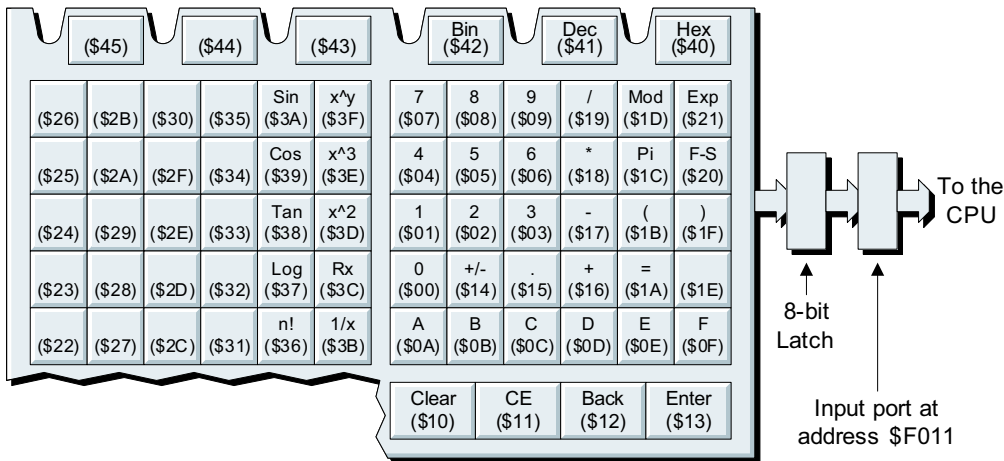 Bin Dec Hex
($45) ($44) ($43) ($42) ($41) ($40)
Sin x^y 7 8 9 / Mod Exp
($26) ($2B) ($30) ($35) ($3A) ($3F) ($07) ($08) ($09) ($19) ($1D) ($21)
Cos x^3 4 5 6 * Pi F-S
($25) ($2A) ($2F) ($34) ($39) ($3E) ($04) ($05) ($06) ($18) ($1C) ($20)
Tan x^2 1 2 3 - ( )
($24) ($29) ($2E) ($33) ($38) ($3D) ($01) ($02) ($03) ($17) ($1B) ($1F)
Log Rx 0 +/- . + =
($23) ($28) ($2D) ($32) ($37) ($3C) ($00) ($14) ($15) ($16) ($1A) ($1E)
n! 1/x A B C D E F
($22) ($27) ($2C) ($31) ($36) ($3B) ($0A) ($0B) ($0C) ($0D) ($0E) ($0F)
Clear CE Back Enter
($10) ($11) ($12) ($13)
To the
CPU
8-bit
Latch
Input port at
address $F011